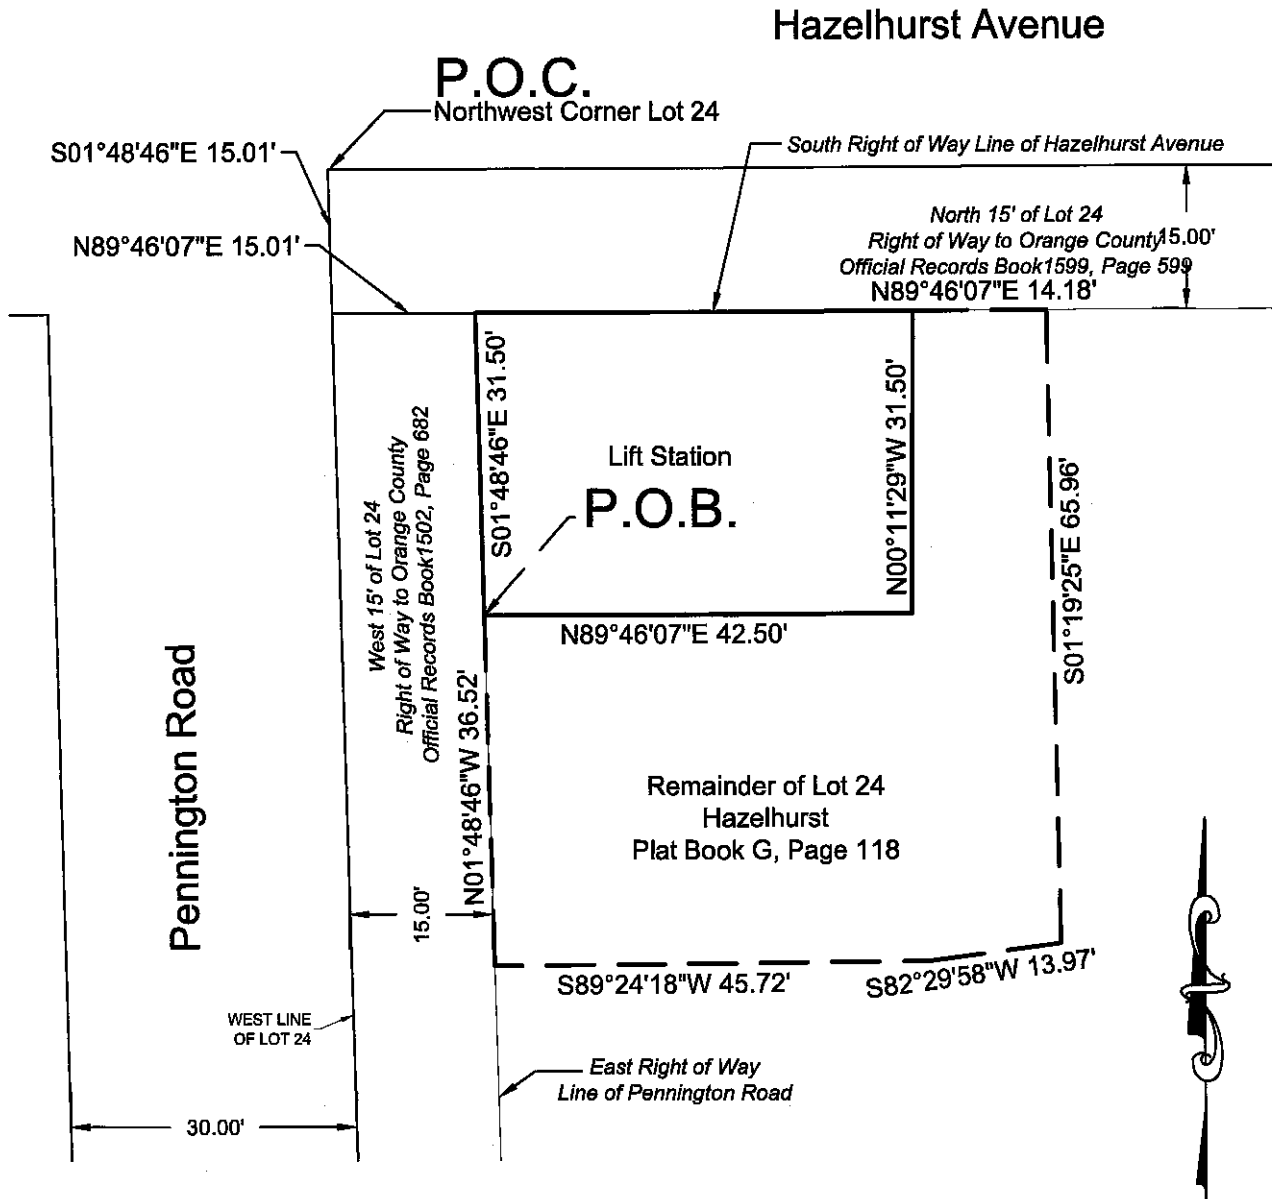 Hazelhurst Avenue
P.O.C.
Northwest Corner Lot 24
S01°48'46"E 15.01'
South Right of Way Line of Hazelhurst Avenue
N89°46'07"E 15.01'
North 15' of Lot 24
Right of Way to Orange County
Official Records Book1599, Page 599
15.00'
N89°46'07"E 14.18'
S01°48'46"E 31.50'
N00°11'29"W 31.50'
Lift Station
P.O.B.
West 15' of Lot 24
Right of Way to Orange County
Official Records Book1502, Page 682
S01°19'25"E 65.96'
N89°46'07"E 42.50'
Pennington Road
N01°48'46"W 36.52'
Remainder of Lot 24
Hazelhurst
Plat Book G, Page 118
15.00'
S89°24'18"W 45.72'
S82°29'58"W 13.97'
WEST LINE
OF LOT 24
East Right of Way
Line of Pennington Road
30.00'